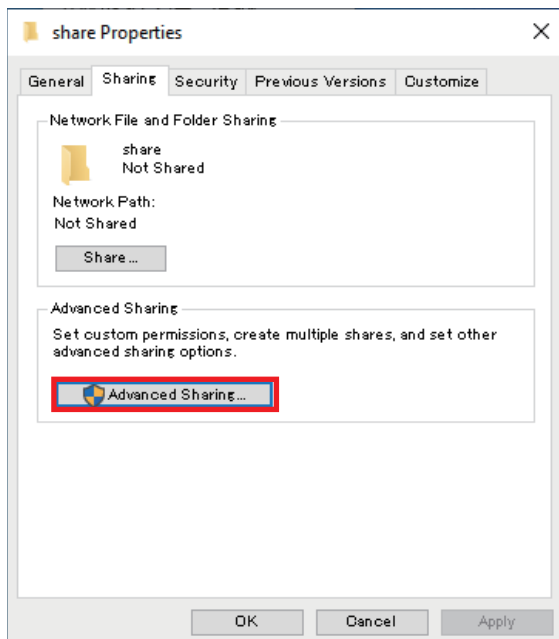 share Properties
General Sharing Security Previous Versions Customize
Network File and Folder Sharing
share
Not Shared
Network Path:
Not Shared
Share...
Advanced Sharing
Set custom permissions, create multiple shares, and set other
advanced sharing options.
Advanced Sharing...
OK Cancel Apply